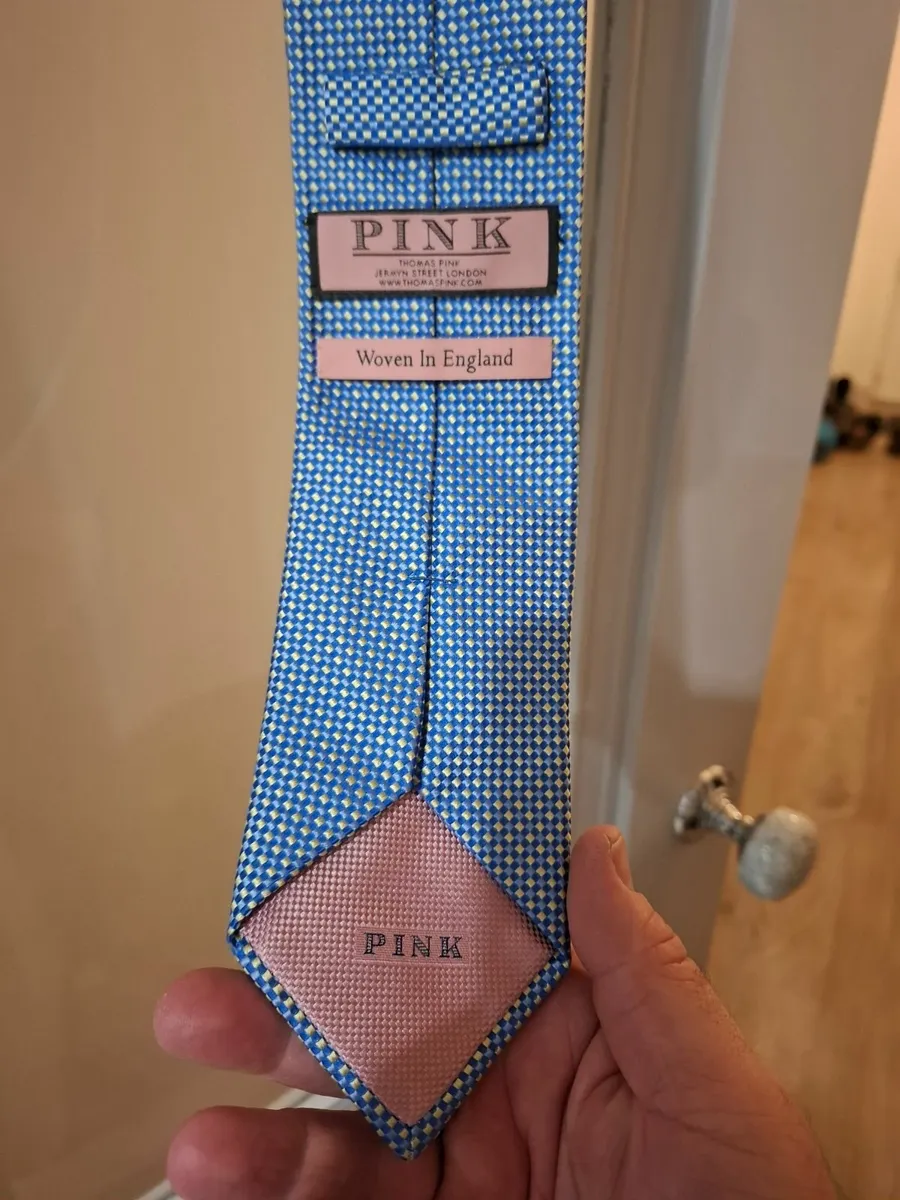 PINK
THOMAS PINK
JERMYN STREET LONDON
WWW.THOMASPINK.COM
Woven In England
PINK